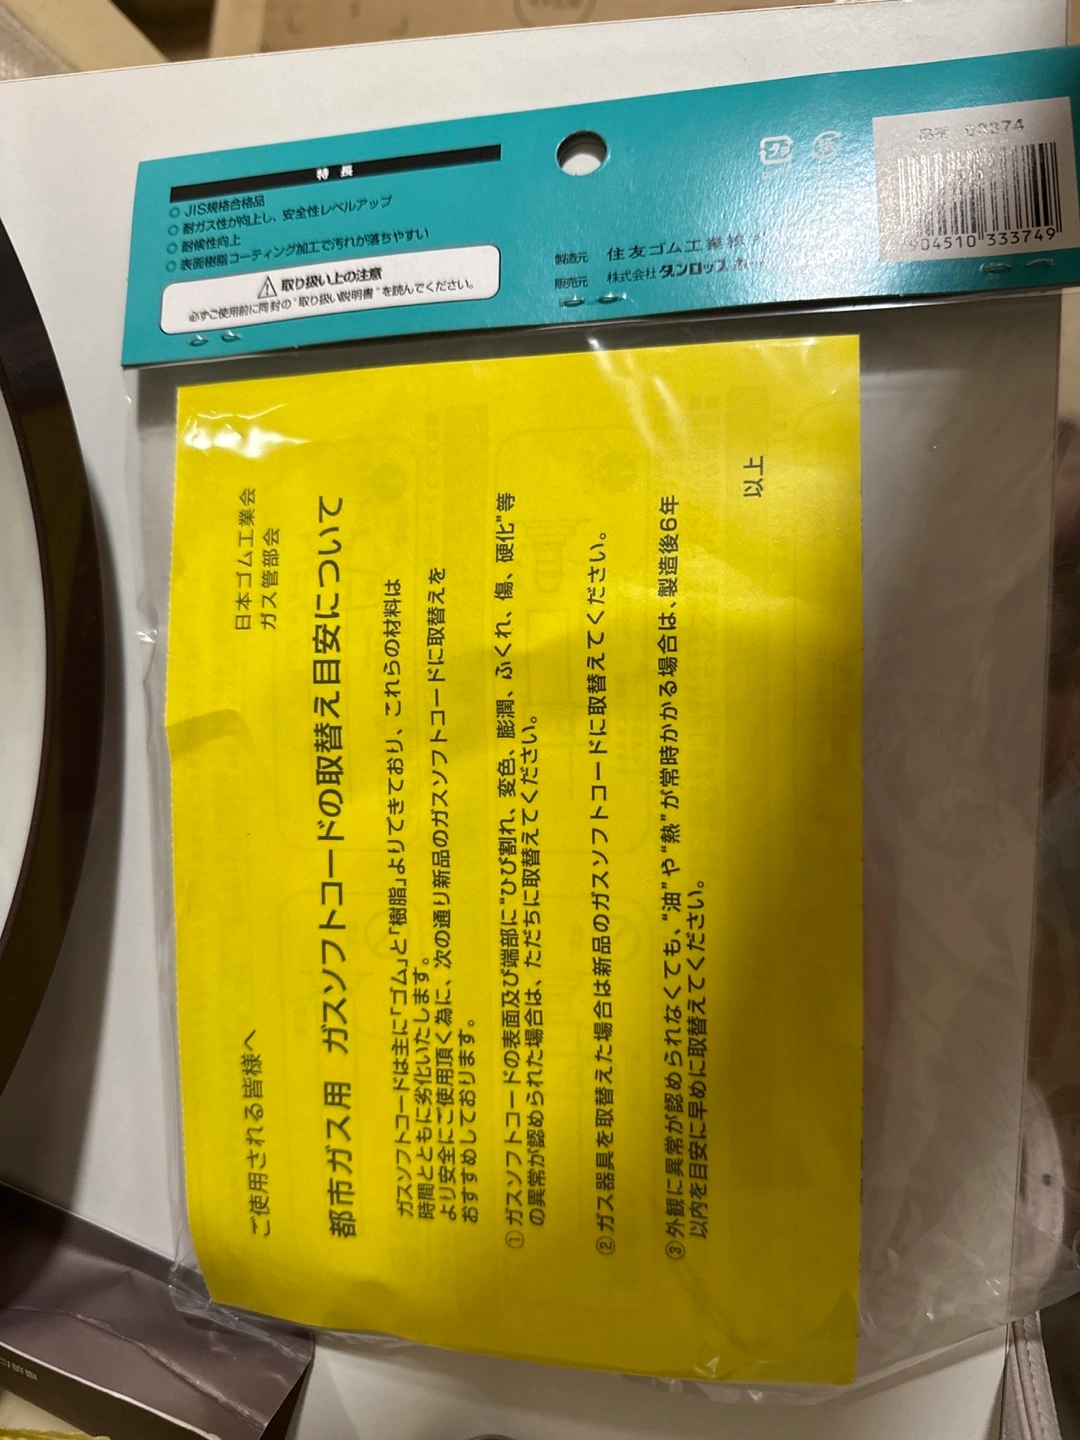 特長
◎ JIS規格合格品
◎ 耐ガス性が向上し、安全性レベルアップ
◎ 耐候性向上
◎ 表面樹脂コーティング加工で汚れが落ちやすい
取り扱い上の注意
必ずご使用前に同封の"取り扱い説明書"を読んでください。
製造元 住友ゴム工業株
販売元 株式会社 ダンロップホ
品番 03374
904510 333749
ご使用される皆様へ
日本ゴム工業会
ガス管部会
都市ガス用 ガスソフトコードの取替え目安について
ガスソフトコードは主に「ゴム」と「樹脂」よりできており、これらの材料は
時間とともに劣化いたします。
より安全にご使用頂く為に、次の通り新品のガスソフトコードに取替えを
おすすめしております。
①ガスソフトコードの表面及び端部に“ひび割れ、変色、膨潤、ふくれ、傷、硬化”等
の異常が認められた場合は、ただちに取替えてください。
②ガス器具を取替えた場合は新品のガスソフトコードに取替えてください。
③外観に異常が認められなくても、“油”や“熱”が常時かかる場合は、製造後6年
以内を目安に早めに取替えてください。
以上